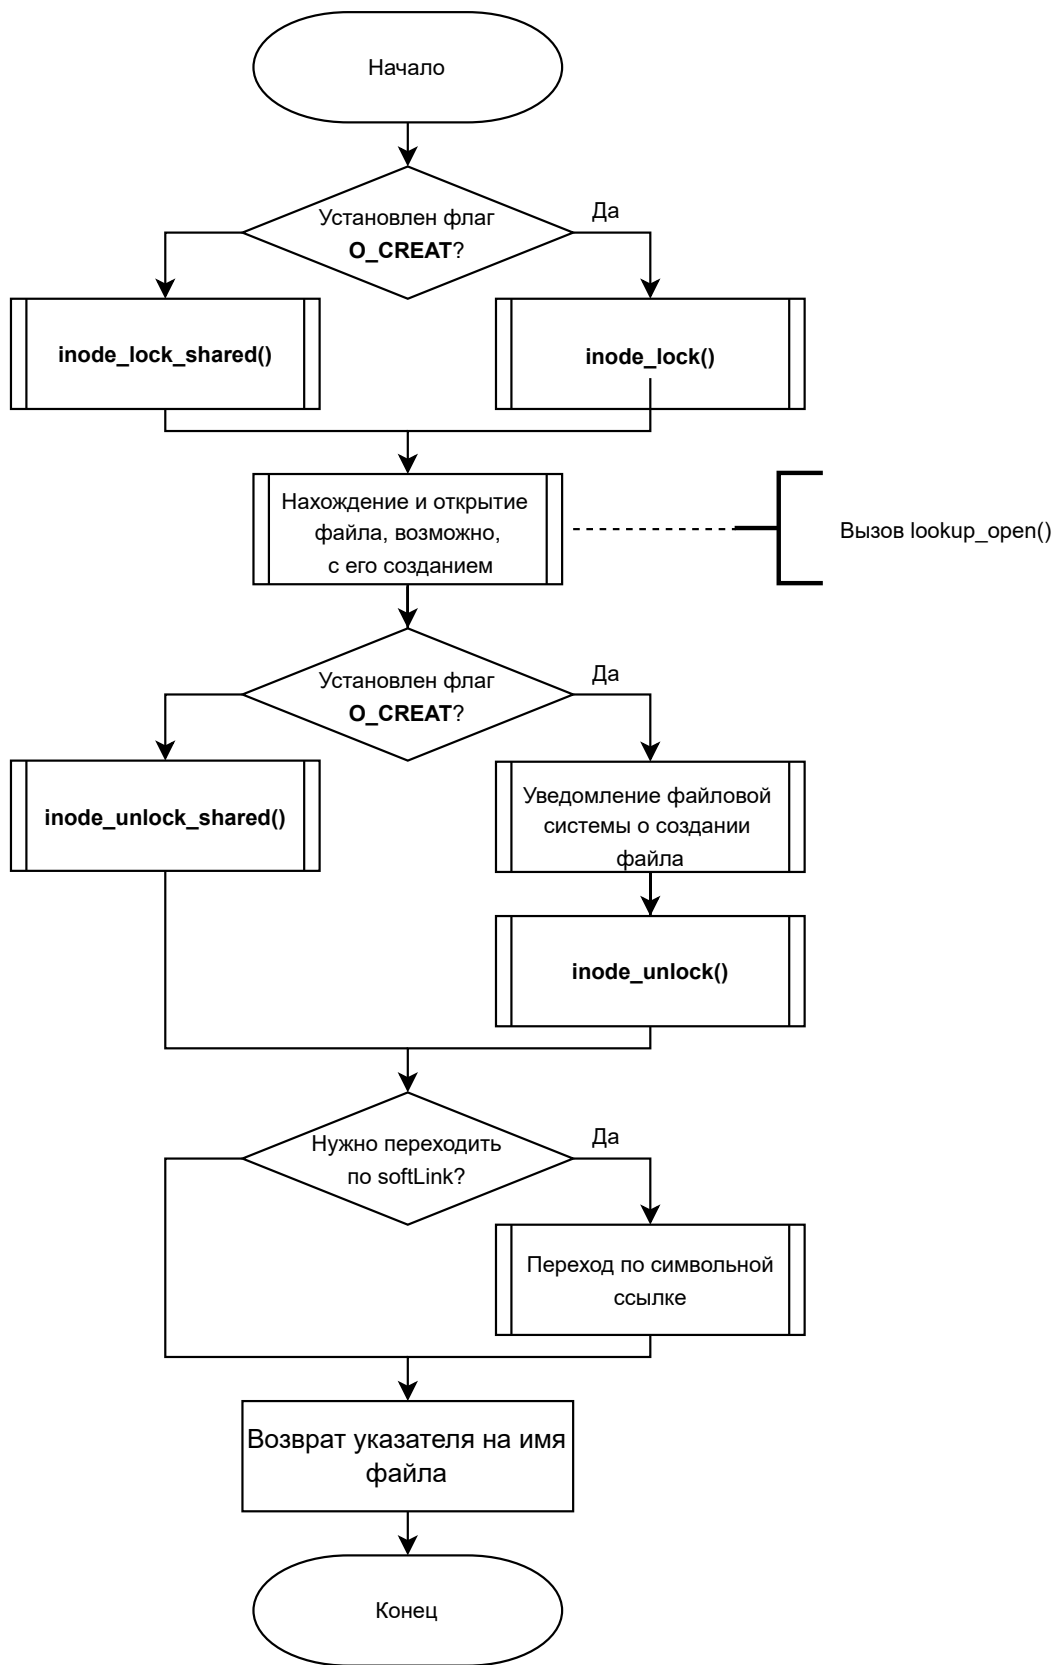 Начало
Установлен флаг
O_CREAT?
Да
inode_lock_shared()
inode_lock()
Нахождение и открытие
файла, возможно,
с его созданием
Вызов lookup_open()
Установлен флаг
O_CREAT?
Да
inode_unlock_shared()
Уведомление файловой
системы о создании
файла
inode_unlock()
Нужно переходить
по softLink?
Да
Переход по символьной
ссылке
Возврат указателя на имя
файла
Конец